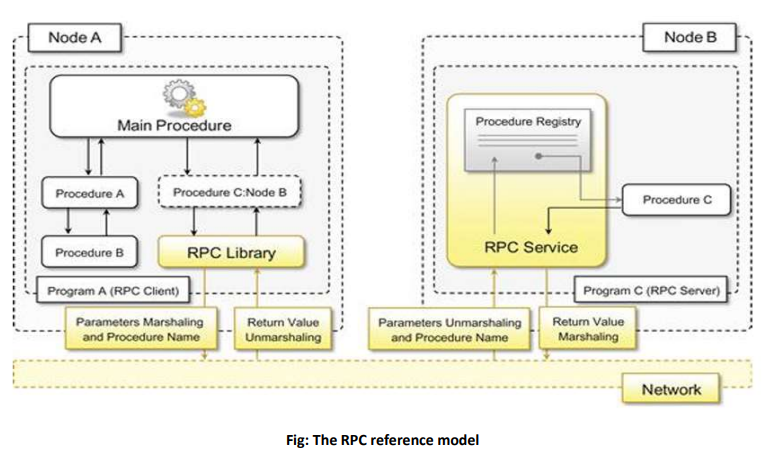 Node A
Node B
Main Procedure
Procedure Registry
Procedure A
Procedure C:Node B
Procedure C
Procedure B
RPC Library
RPC Service
Program A (RPC Client)
Program C (RPC Server)
Parameters Marshaling
and Procedure Name
Return Value
Unmarshaling
Parameters Unmarshaling
and Procedure Name
Return Value
Marshaling
Network
Fig: The RPC reference model